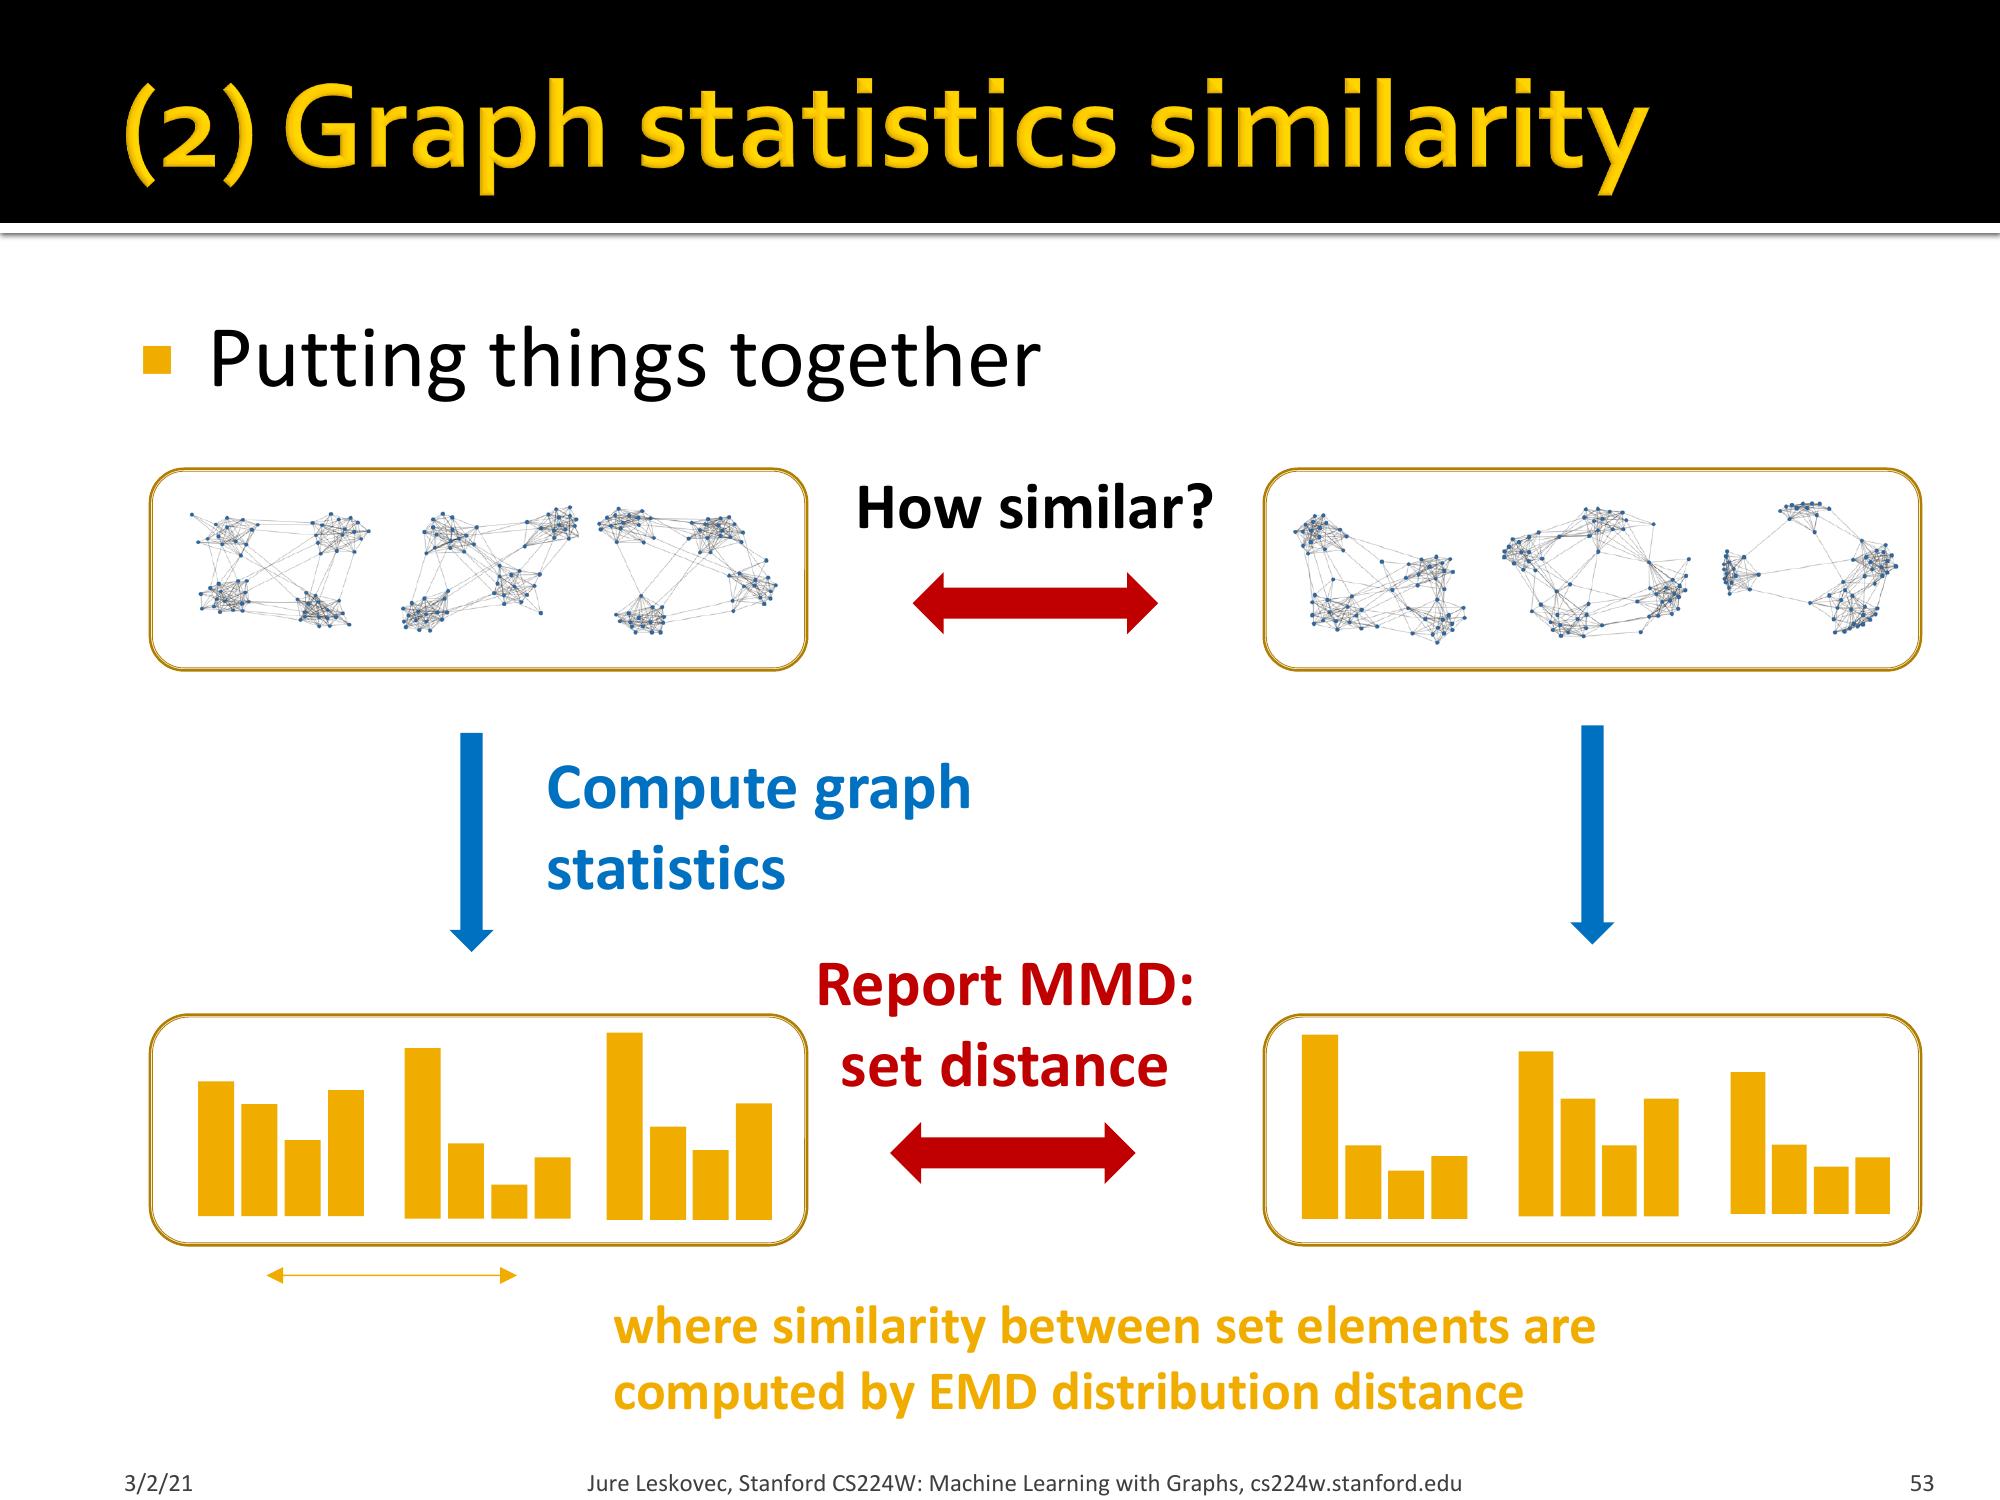 (2) Graph statistics similarity
Putting things together
How similar?
Compute graph
statistics
Report MMD:
set distance
where similarity between set elements are
computed by EMD distribution distance
3/2/21
Jure Leskovec, Stanford CS224W: Machine Learning with Graphs, cs224w.stanford.edu
53